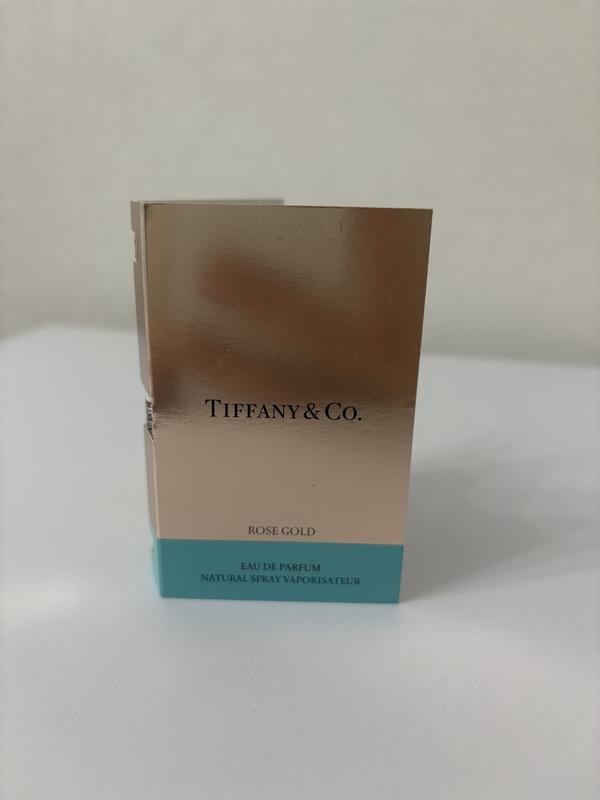 TIFFANY & CO.
ROSE GOLD
EAU DE PARFUM
NATURAL SPRAY VAPORISATEUR